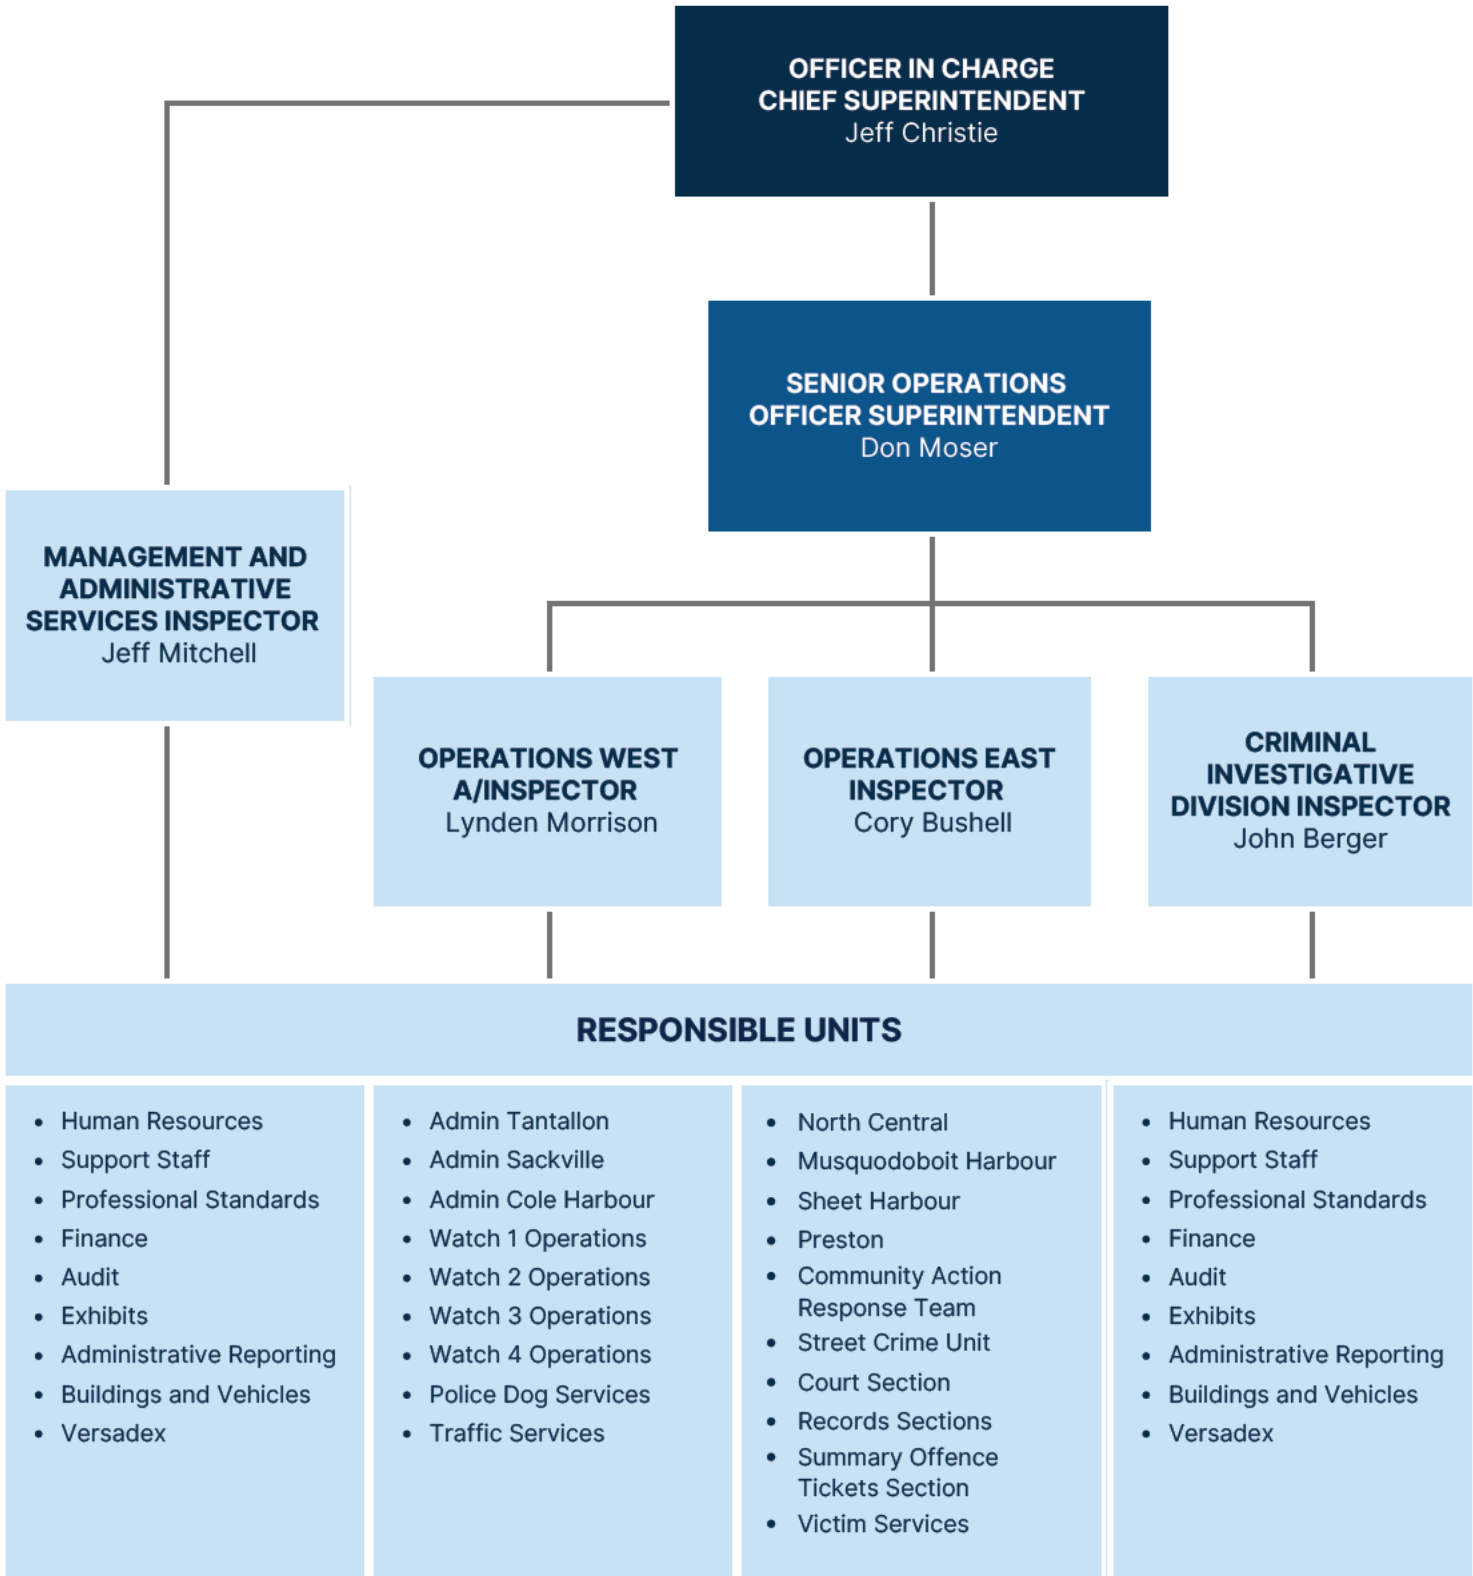 OFFICER IN CHARGE
CHIEF SUPERINTENDENT
Jeff Christie
SENIOR OPERATIONS
OFFICER SUPERINTENDENT
Don Moser
MANAGEMENT AND
ADMINISTRATIVE
SERVICES INSPECTOR
Jeff Mitchell
OPERATIONS WEST
A/INSPECTOR
Lynden Morrison
OPERATIONS EAST
INSPECTOR
Cory Bushell
CRIMINAL
INVESTIGATIVE
DIVISION INSPECTOR
John Berger
RESPONSIBLE UNITS
• Human Resources
• Support Staff
• Professional Standards
• Finance
• Audit
• Exhibits
• Administrative Reporting
• Buildings and Vehicles
• Versadex
• Admin Tantallon
• Admin Sackville
• Admin Cole Harbour
• Watch 1 Operations
• Watch 2 Operations
• Watch 3 Operations
• Watch 4 Operations
• Police Dog Services
• Traffic Services
• North Central
• Musquodoboit Harbour
• Sheet Harbour
• Preston
• Community Action
Response Team
• Street Crime Unit
• Court Section
• Records Sections
• Summary Offence
Tickets Section
• Victim Services
• Human Resources
• Support Staff
• Professional Standards
• Finance
• Audit
• Exhibits
• Administrative Reporting
• Buildings and Vehicles
• Versadex